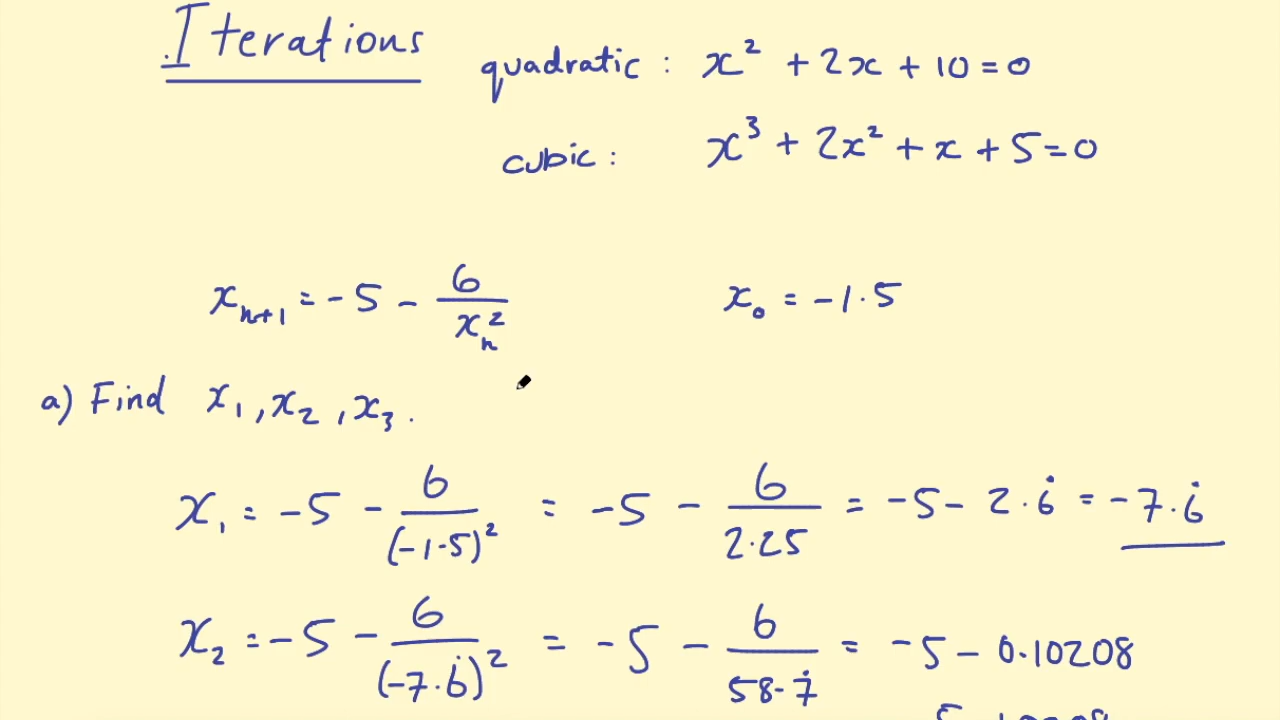 Iterations
quadratic : x² + 2x + 10 = 0
cubic : x³ + 2x² + x + 5 = 0
xₙ₊₁ = -5 - 6/xₙ² x₀ = -1.5
a) Find x₁, x₂, x₃.
x₁ = -5 - 6/(-1.5)² = -5 - 6/2.25 = -5 - 2.6̇ = -7.6̇
x₂ = -5 - 6/(-7.6̇)² = -5 - 6/58.7̇ = -5 - 0.10208